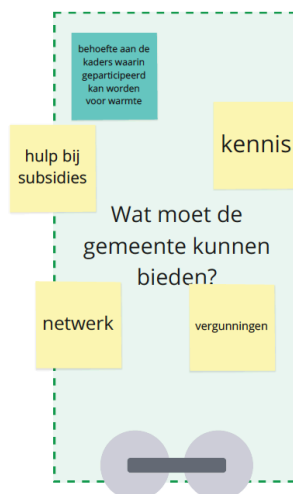 behoefte aan de
kaders waarin
geparticipeerd
kan worden
voor warmte
kennis
hulp bij
subsidies
Wat moet de
gemeente kunnen
bieden?
netwerk
vergunningen